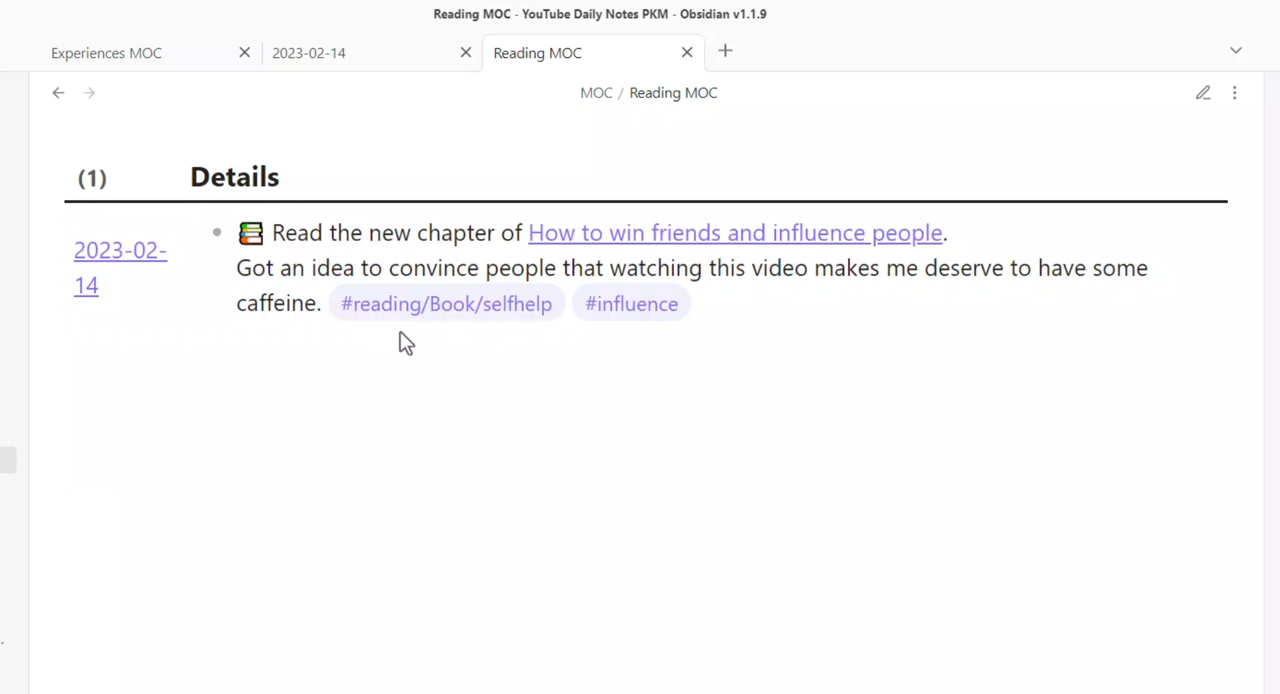 Reading MOC - YouTube Daily Notes PKM - Obsidian v1.1.9
Experiences MOC 2023-02-14 Reading MOC
MOC / Reading MOC
(1) Details
2023-02-14
📚 Read the new chapter of How to win friends and influence people.
Got an idea to convince people that watching this video makes me deserve to have some
caffeine. #reading/Book/selfhelp #influence